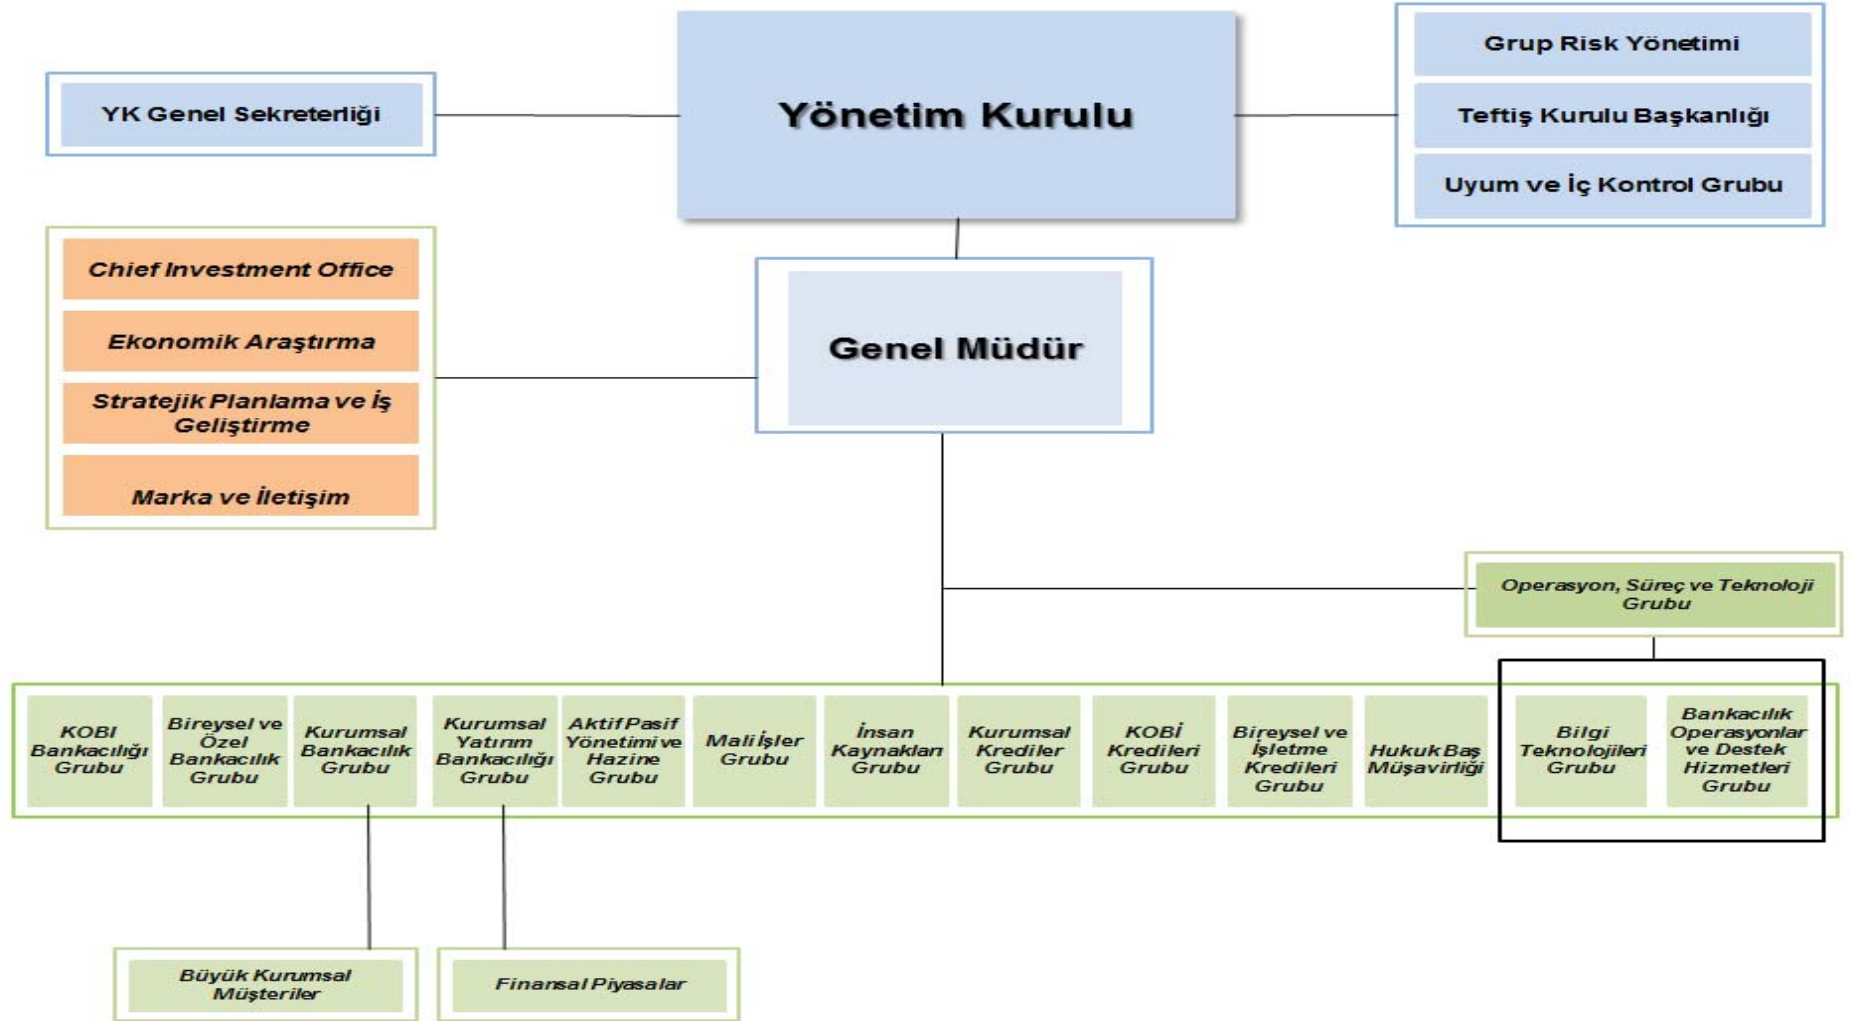 Yönetim Kurulu
YK Genel Sekreterliği
Grup Risk Yönetimi
Teftiş Kurulu Başkanlığı
Uyum ve İç Kontrol Grubu
Genel Müdür
Chief Investment Office
Ekonomik Araştırma
Stratejik Planlama ve İş
Geliştirme
Marka ve İletişim
Operasyon, Süreç ve Teknoloji
Grubu
KOBI
Bankacılığı
Grubu
Bireysel ve
Özel
Bankacılık
Grubu
Kurumsal
Bankacılık
Grubu
Kurumsal
Yatırım
Bankacılığı
Grubu
Aktif Pasif
Yönetimi ve
Hazine
Grubu
Mali İşler
Grubu
İnsan
Kaynakları
Grubu
Kurumsal
Krediler
Grubu
KOBİ
Kredileri
Grubu
Bireysel ve
İşletme
Kredileri
Grubu
Hukuk Baş
Müşavirliği
Bilgi
Teknolojileri
Grubu
Bankacılık
Operasyonlar
ve Destek
Hizmetleri
Grubu
Büyük Kurumsal
Müşteriler
Finansal Piyasalar